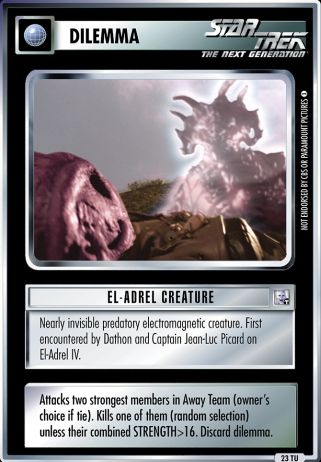 DILEMMA
STAR TREK
THE NEXT GENERATION
NOT ENDORSED BY CBS OR PARAMOUNT PICTURES
EL-ADREL CREATURE
Nearly invisible predatory electromagnetic creature. First
encountered by Dathon and Captain Jean-Luc Picard on
El-Adrel IV.
Attacks two strongest members in Away Team (owner's
choice if tie). Kills one of them (random selection)
unless their combined STRENGTH>16. Discard dilemma.
23 TU